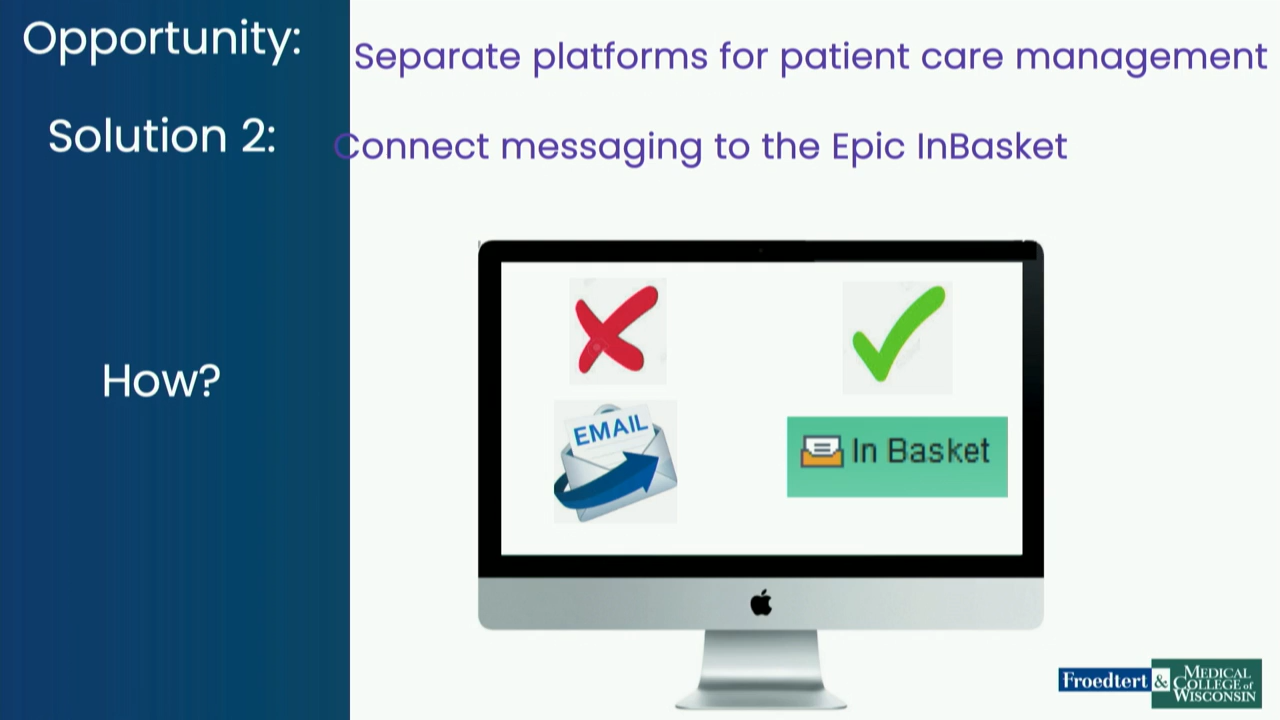 Opportunity:
Separate platforms for patient care management
Solution 2:
Connect messaging to the Epic InBasket
How?
EMAIL
In Basket
Froedtert &
MEDICAL
COLLEGE of
WISCONSIN